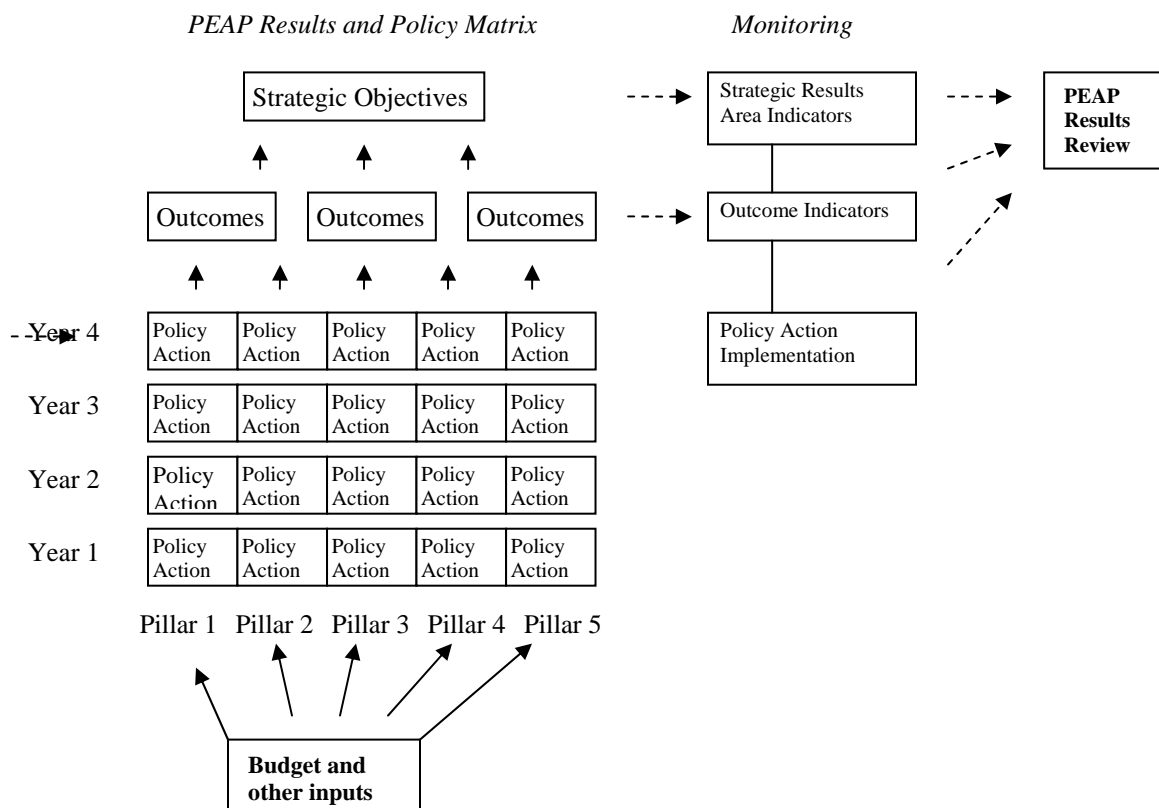 PEAP Results and Policy Matrix
Monitoring
Strategic Objectives
Strategic Results
Area Indicators
PEAP
Results
Review
Outcomes
Outcomes
Outcomes
Outcome Indicators
Year 4
Policy
Action
Policy
Action
Policy
Action
Policy
Action
Policy
Action
Policy Action
Implementation
Year 3
Policy
Action
Policy
Action
Policy
Action
Policy
Action
Policy
Action
Year 2
Policy
Action
Policy
Action
Policy
Action
Policy
Action
Policy
Action
Year 1
Policy
Action
Policy
Action
Policy
Action
Policy
Action
Policy
Action
Pillar 1
Pillar 2
Pillar 3
Pillar 4
Pillar 5
Budget and
other inputs